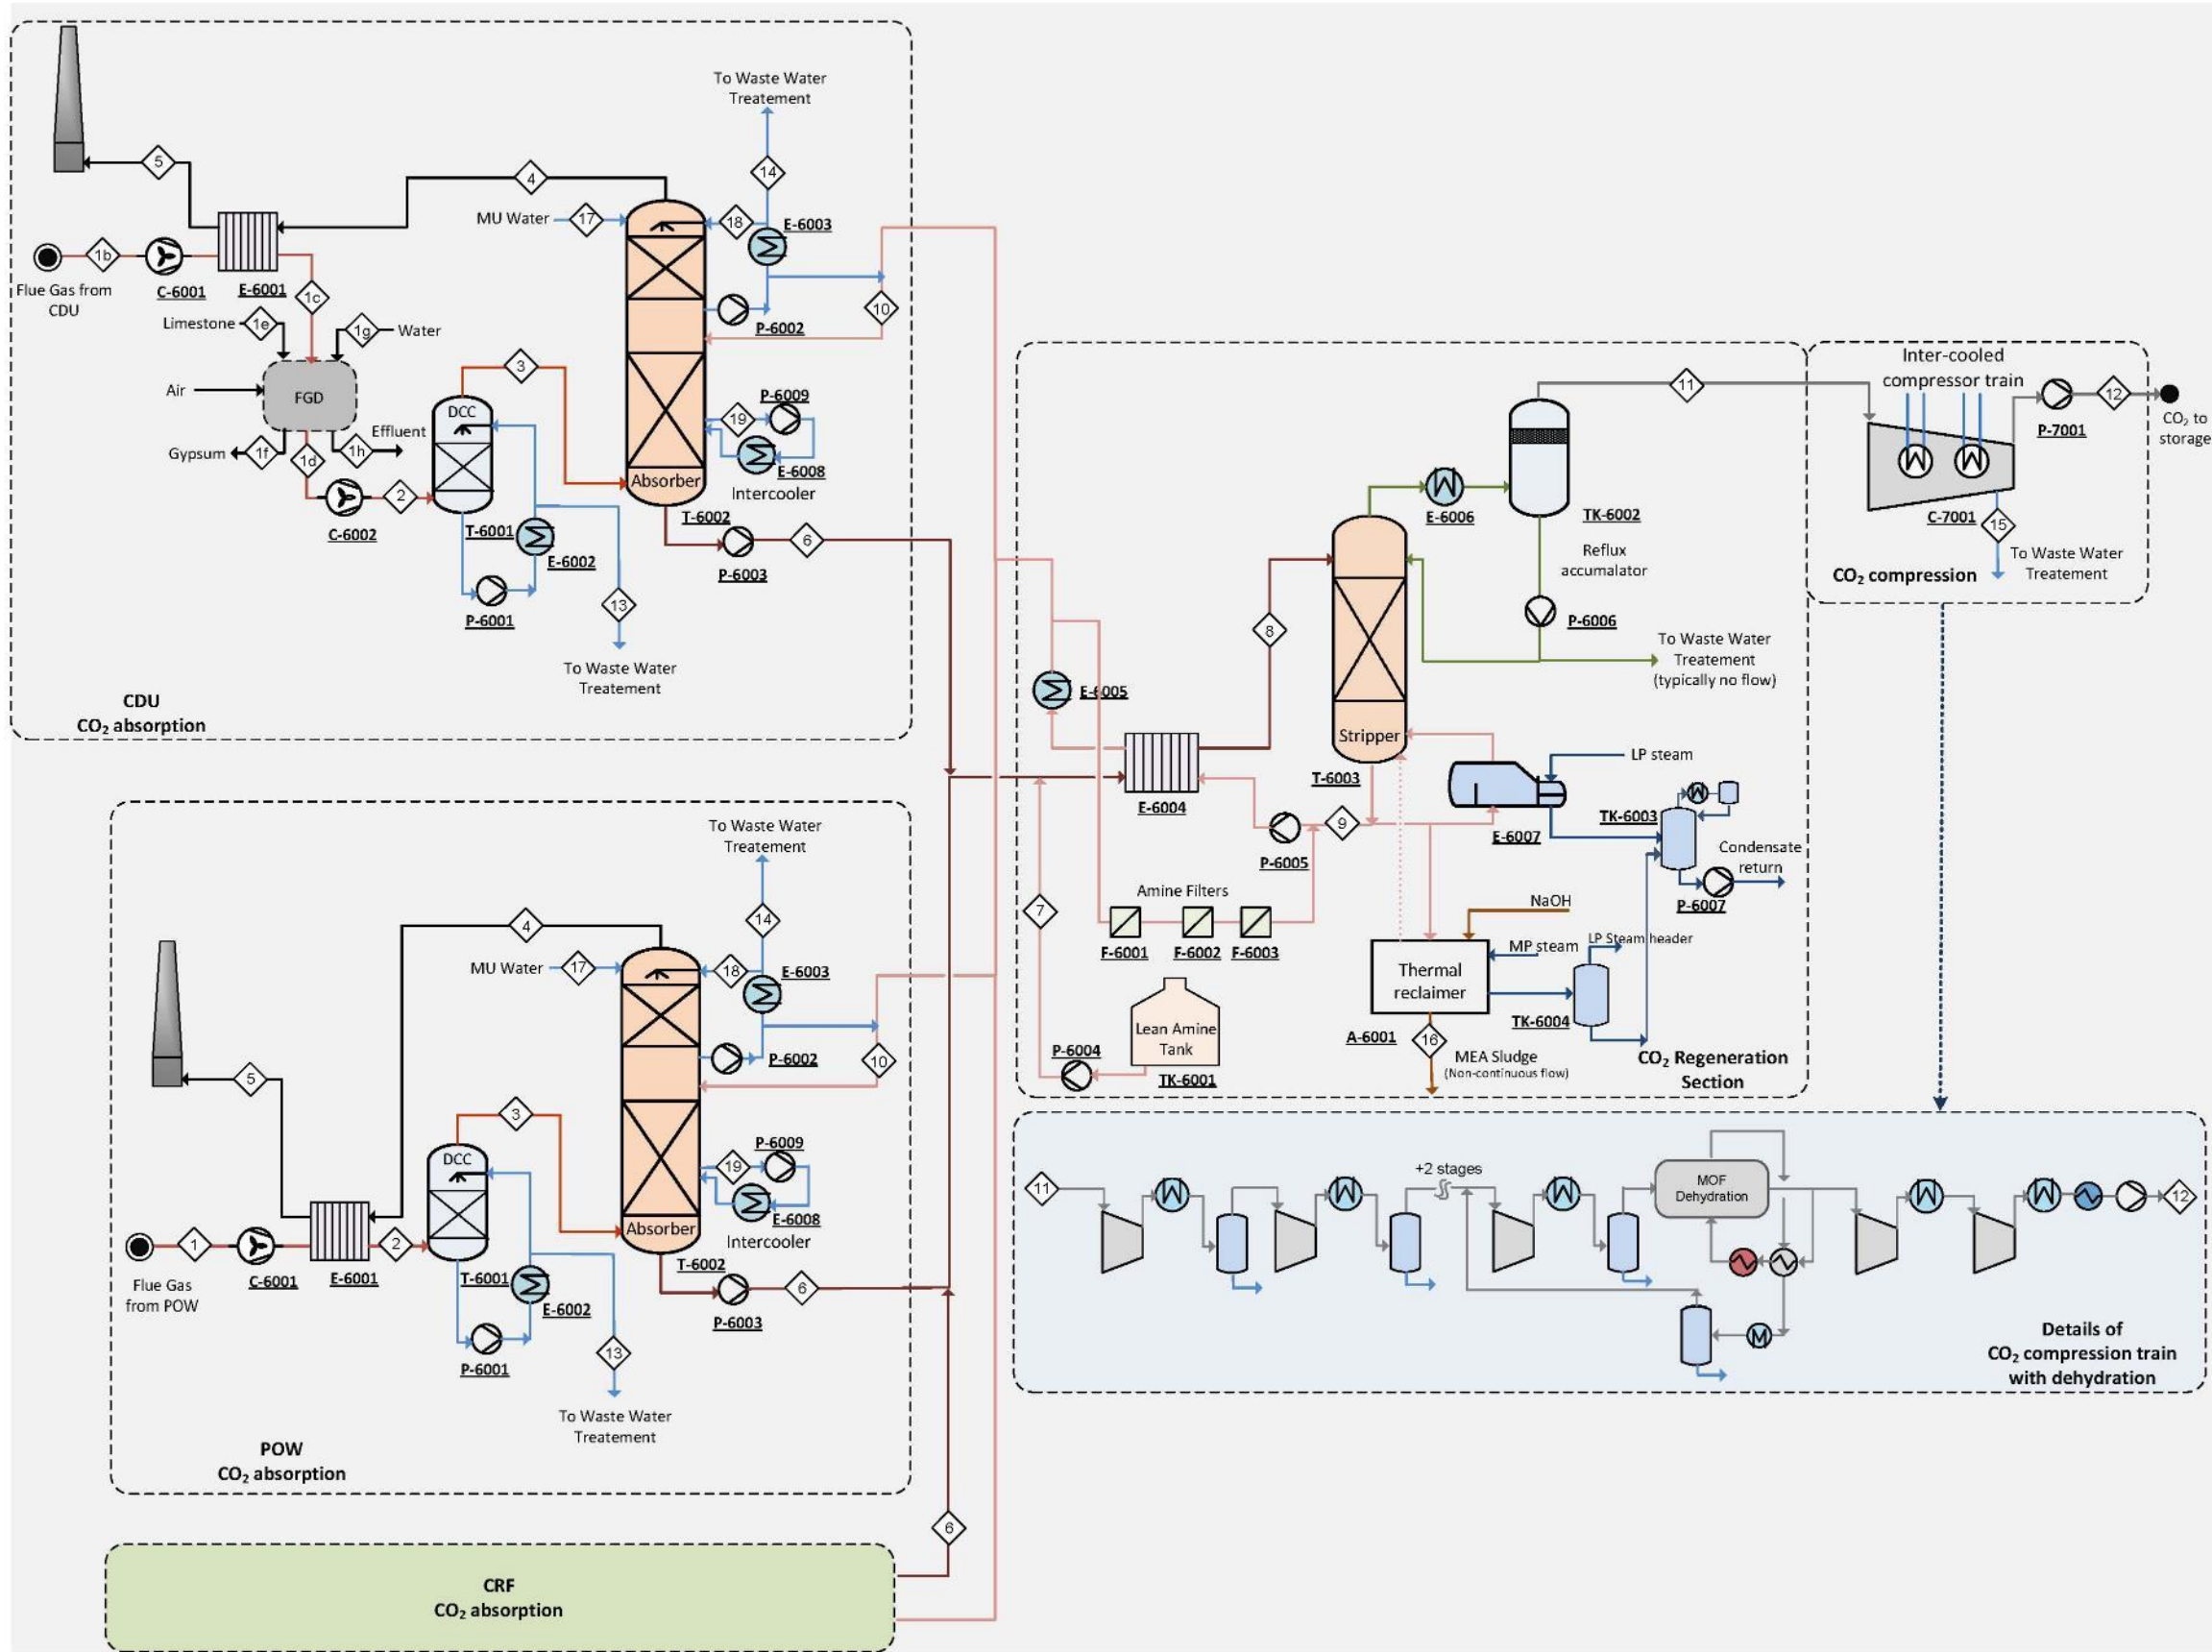 To Waste Water
Treatement
14
5
4
MU Water
17
18
E-6003
1b
Flue Gas from
CDU
C-6001
E-6001
1c
10
P-6002
Limestone
1e
1g
Water
Air
FGD
3
DCC
P-6009
19
E-6008
Intercooler
Effluent
Gypsum
1f
1d
1h
Absorber
2
C-6002
T-6001
E-6002
T-6002
P-6003
6
P-6001
13
To Waste Water
Treatement
CDU
CO₂ absorption
To Waste Water
Treatement
14
4
MU Water
17
18
E-6003
P-6002
10
5
3
DCC
P-6009
19
E-6008
Intercooler
Absorber
1
2
Flue Gas
from POW
C-6001
E-6001
T-6001
E-6002
T-6002
P-6003
6
P-6001
13
To Waste Water
Treatement
POW
CO₂ absorption
6
CRF
CO₂ absorption
11
E-6006
TK-6002
Reflux
accumalator
P-6006
To Waste Water
Treatement
(typically no flow)
8
E-6005
Stripper
T-6003
E-6004
LP steam
TK-6003
E-6007
Condensate
return
P-6007
9
P-6005
Amine Filters
F-6001
F-6002
F-6003
7
NaOH
MP steam
LP Steam header
Thermal
reclaimer
TK-6004
A-6001
16
MEA Sludge
(Non-continuous flow)
Lean Amine
Tank
P-6004
TK-6001
CO₂ Regeneration
Section
Inter-cooled
compressor train
P-7001
12
CO₂ to
storage
C-7001
15
To Waste Water
Treatement
CO₂ compression
11
+2 stages
MOF
Dehydration
12
Details of
CO₂ compression train
with dehydration